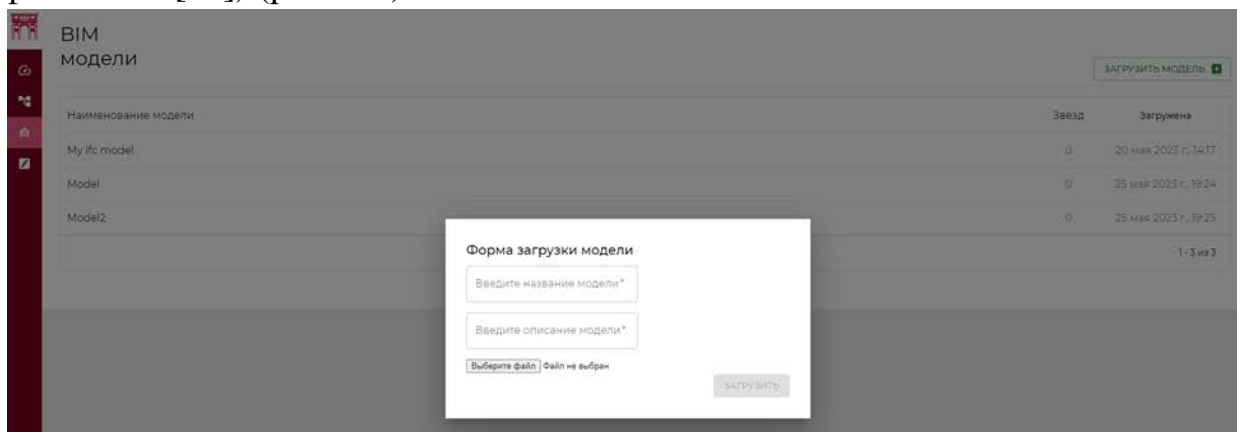 BIM
модели
ЗАГРУЗИТЬ МОДЕЛЬ
Наименование модели Звезд Загружена
My ifc model 0 20 мая 2023 г., 14:17
Model 0 25 мая 2023 г., 19:24
Model2 0 25 мая 2023 г., 19:25
1-3 из 3
Форма загрузки модели
Введите название модели*
Введите описание модели*
Выберите файл Файл не выбран
ЗАГРУЗИТЬ